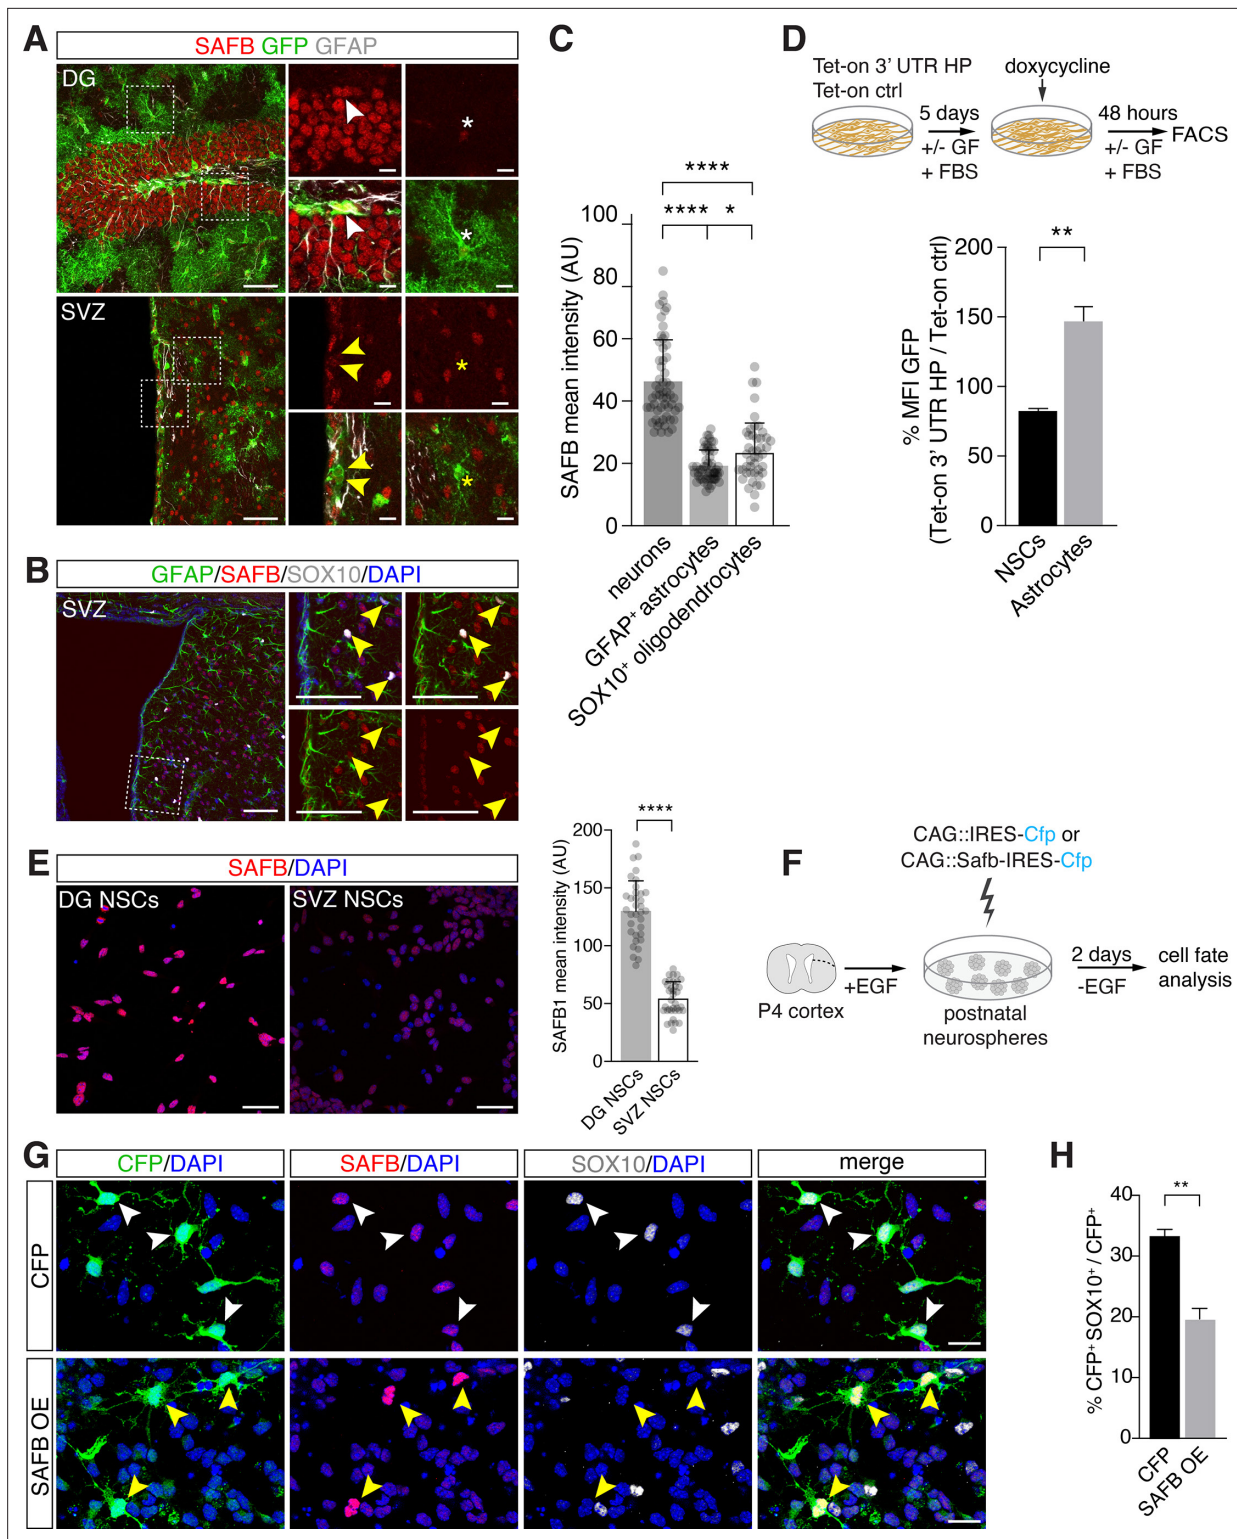 A
SAFB GFP GFAP
DG
*
*
SVZ
*
*
B
GFAP/SAFB/SOX10/DAPI
SVZ
C
SAFB mean intensity (AU)
100
80
60
40
20
0
****
**** *
neurons
GFAP+ astrocytes
SOX10+ oligodendrocytes
D
Tet-on 3' UTR HP
Tet-on ctrl
5 days
+/- GF
+ FBS
doxycycline
48 hours
+/- GF
+ FBS
FACS
% MFI GFP
(Tet-on 3' UTR HP / Tet-on ctrl)
200
150
100
50
0
**
NSCs
Astrocytes
E
SAFB/DAPI
DG NSCs
SVZ NSCs
SAFB1 mean intensity (AU)
200
150
100
50
0
****
DG NSCs
SVZ NSCs
F
CAG::IRES-Cfp or
CAG::Safb-IRES-Cfp
P4 cortex
+EGF
postnatal
neurospheres
2 days
-EGF
cell fate
analysis
G
CFP/DAPI
SAFB/DAPI
SOX10/DAPI
merge
CFP
SAFB OE
H
% CFP+ SOX10+ / CFP+
40
30
20
10
0
**
CFP
SAFB OE